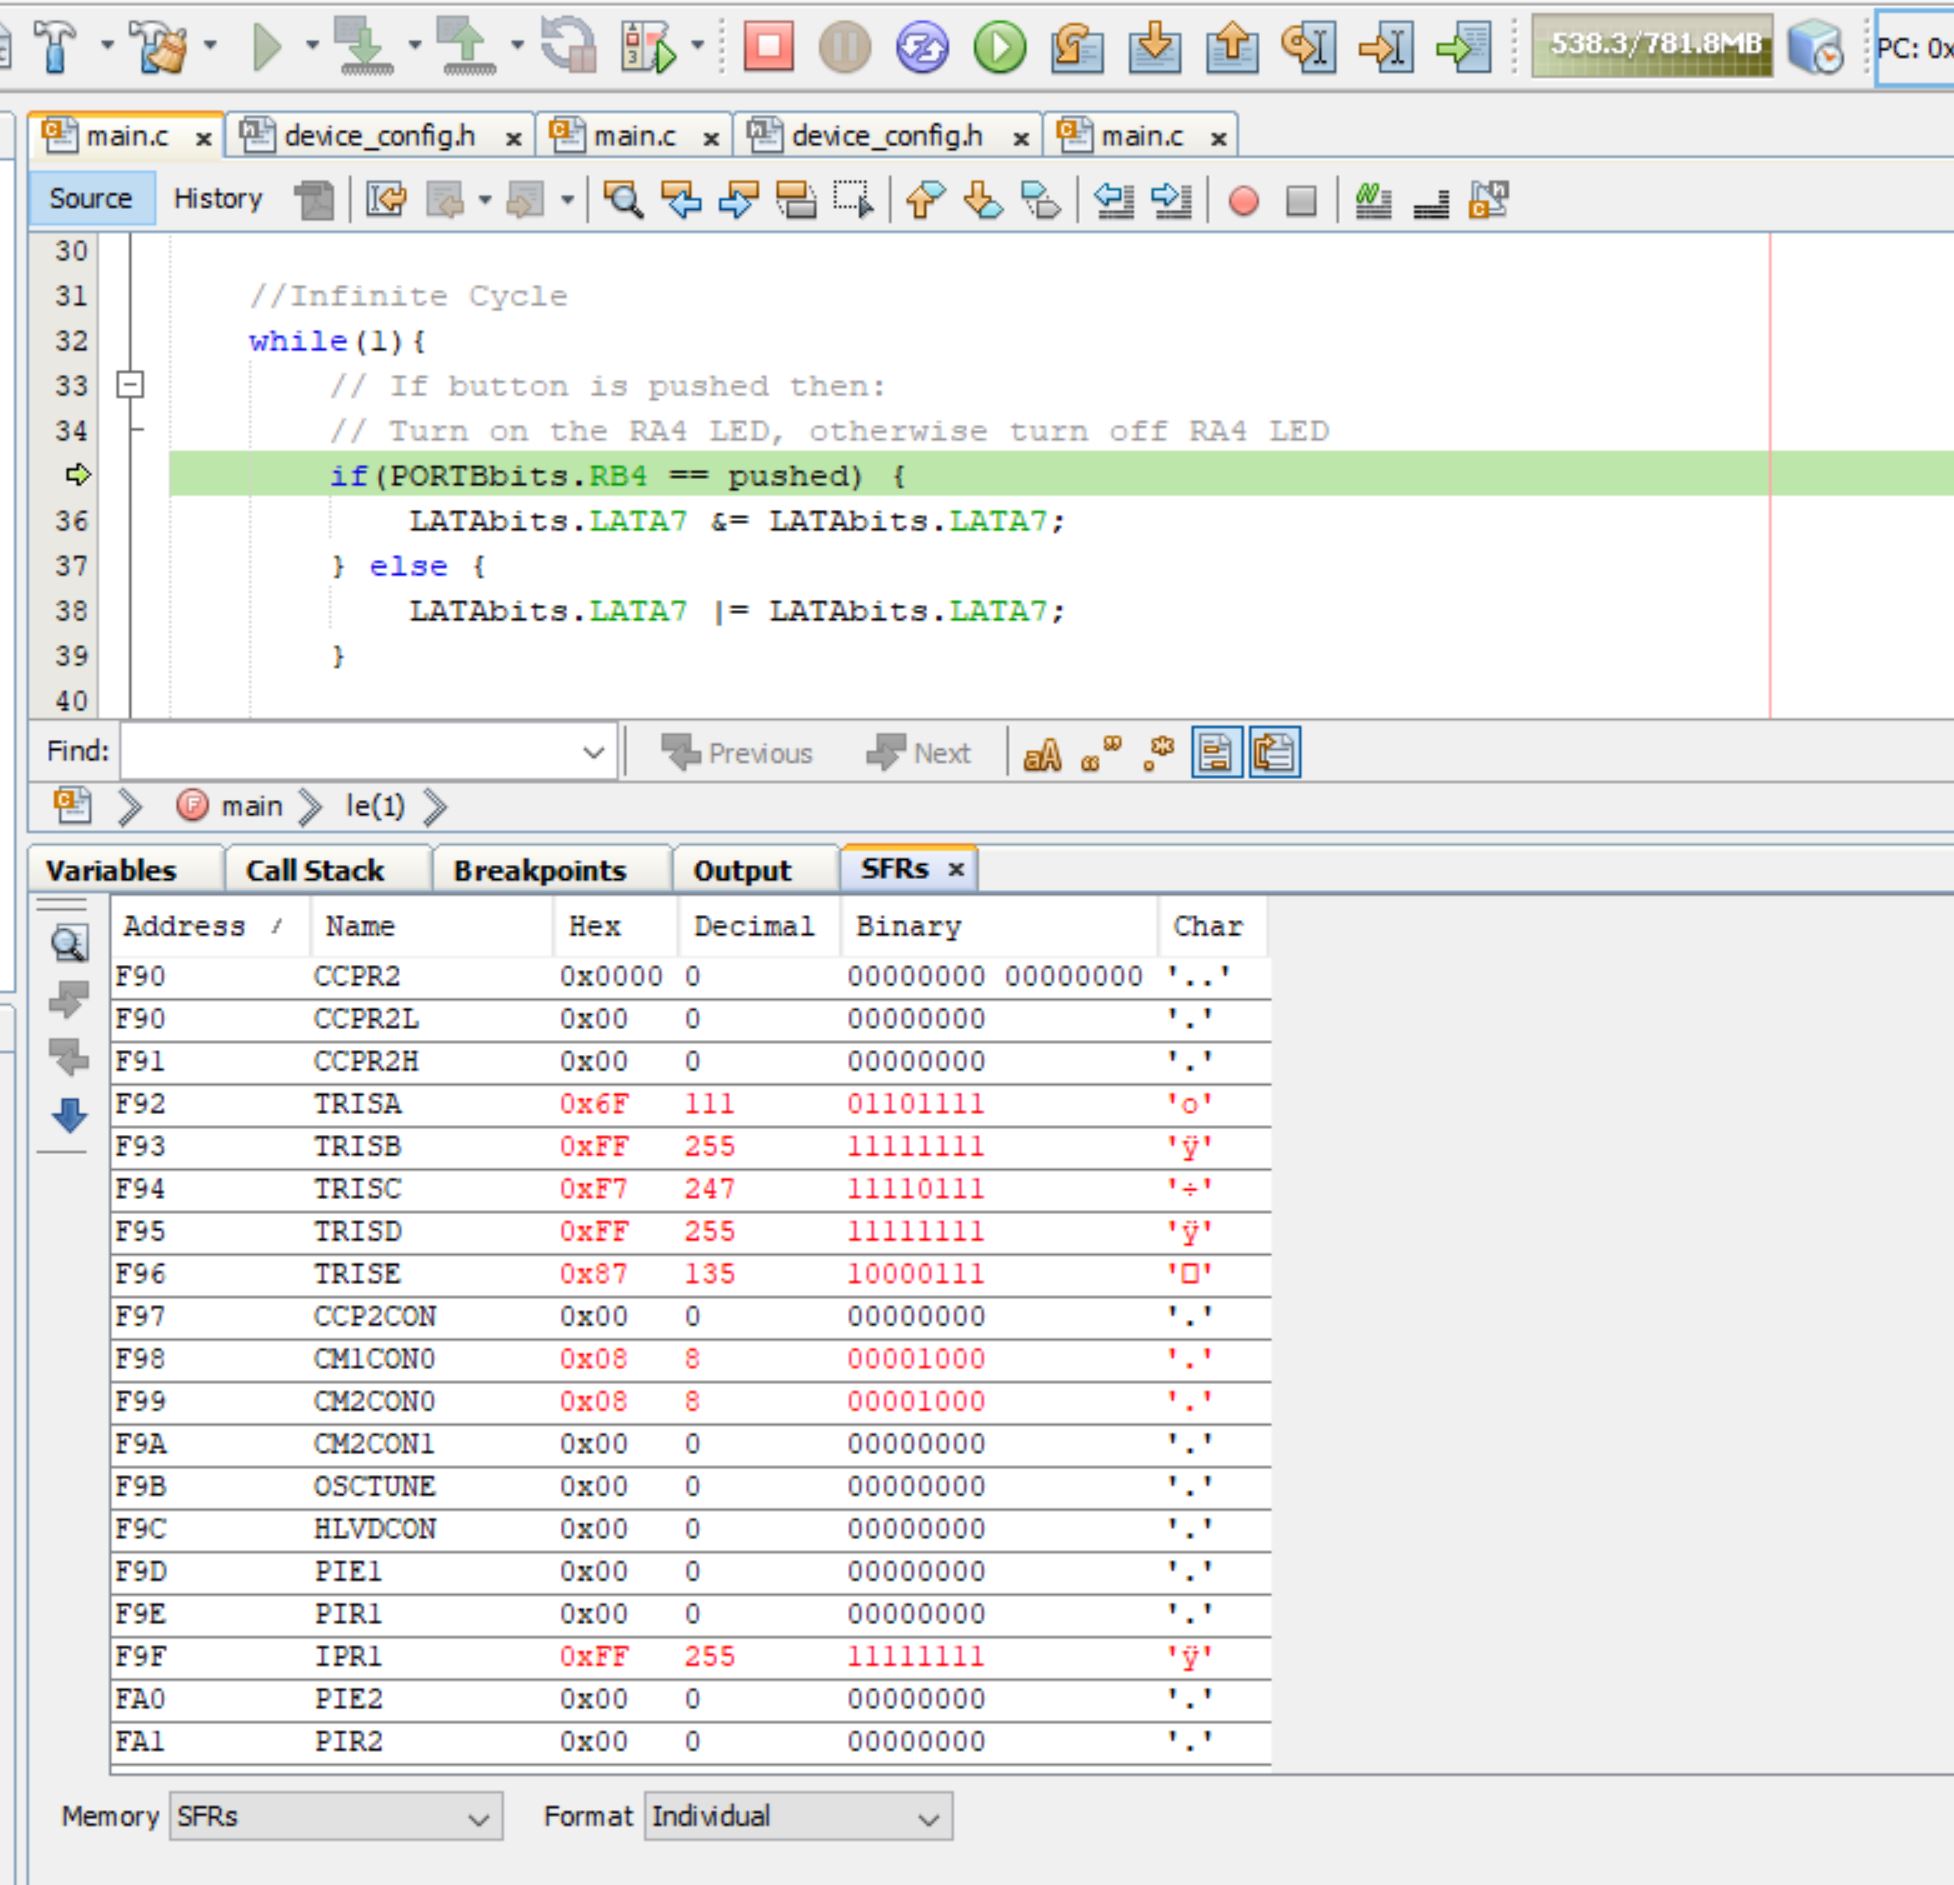 538.3/781.8MB PC: 0x
main.c x device_config.h x main.c x device_config.h x main.c x
Source History
30
31 //Infinite Cycle
32 while(1){
33 // If button is pushed then:
34 // Turn on the RA4 LED, otherwise turn off RA4 LED
if(PORTBbits.RB4 == pushed) {
36 LATAbits.LATA7 &= LATAbits.LATA7;
37 } else {
38 LATAbits.LATA7 |= LATAbits.LATA7;
39 }
40
Find: Previous Next
main le(1)
Variables Call Stack Breakpoints Output SFRs x
Address / Name Hex Decimal Binary Char
F90 CCPR2 0x0000 0 00000000 00000000 '..'
F90 CCPR2L 0x00 0 00000000 '.'
F91 CCPR2H 0x00 0 00000000 '.'
F92 TRISA 0x6F 111 01101111 'o'
F93 TRISB 0xFF 255 11111111 'ÿ'
F94 TRISC 0xF7 247 11110111 '÷'
F95 TRISD 0xFF 255 11111111 'ÿ'
F96 TRISE 0x87 135 10000111 '□'
F97 CCP2CON 0x00 0 00000000 '.'
F98 CM1CON0 0x08 8 00001000 '.'
F99 CM2CON0 0x08 8 00001000 '.'
F9A CM2CON1 0x00 0 00000000 '.'
F9B OSCTUNE 0x00 0 00000000 '.'
F9C HLVDCON 0x00 0 00000000 '.'
F9D PIE1 0x00 0 00000000 '.'
F9E PIR1 0x00 0 00000000 '.'
F9F IPR1 0xFF 255 11111111 'ÿ'
FA0 PIE2 0x00 0 00000000 '.'
FA1 PIR2 0x00 0 00000000 '.'
Memory SFRs Format Individual